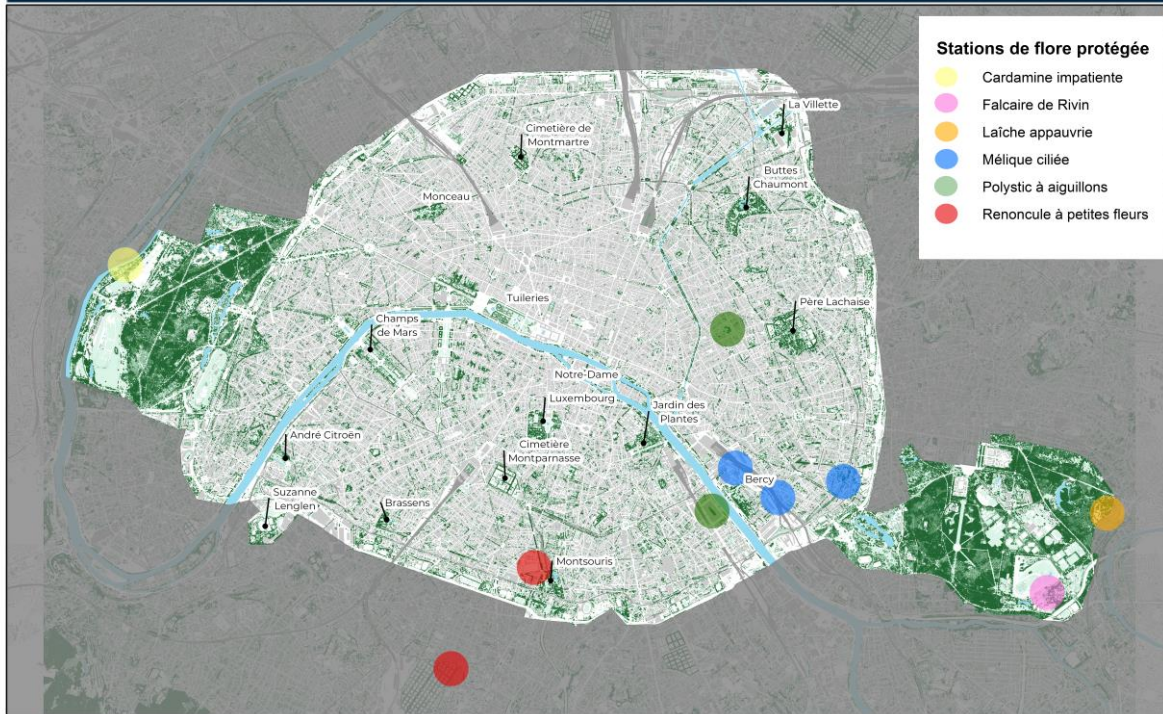 Stations de flore protégée
Cardamine impatiente
Falcaire de Rivin
Laîche appauvrie
Mélique ciliée
Polystic à aiguillons
Renoncule à petites fleurs
La Villette
Cimetière de
Montmartre
Buttes
Chaumont
Monceau
Tuileries
Père Lachaise
Champs
de Mars
Notre-Dame
Luxembourg
Jardin des
Plantes
André Citroën
Cimetière
Montparnasse
Bercy
Suzanne
Lenglen
Brassens
Montsouris